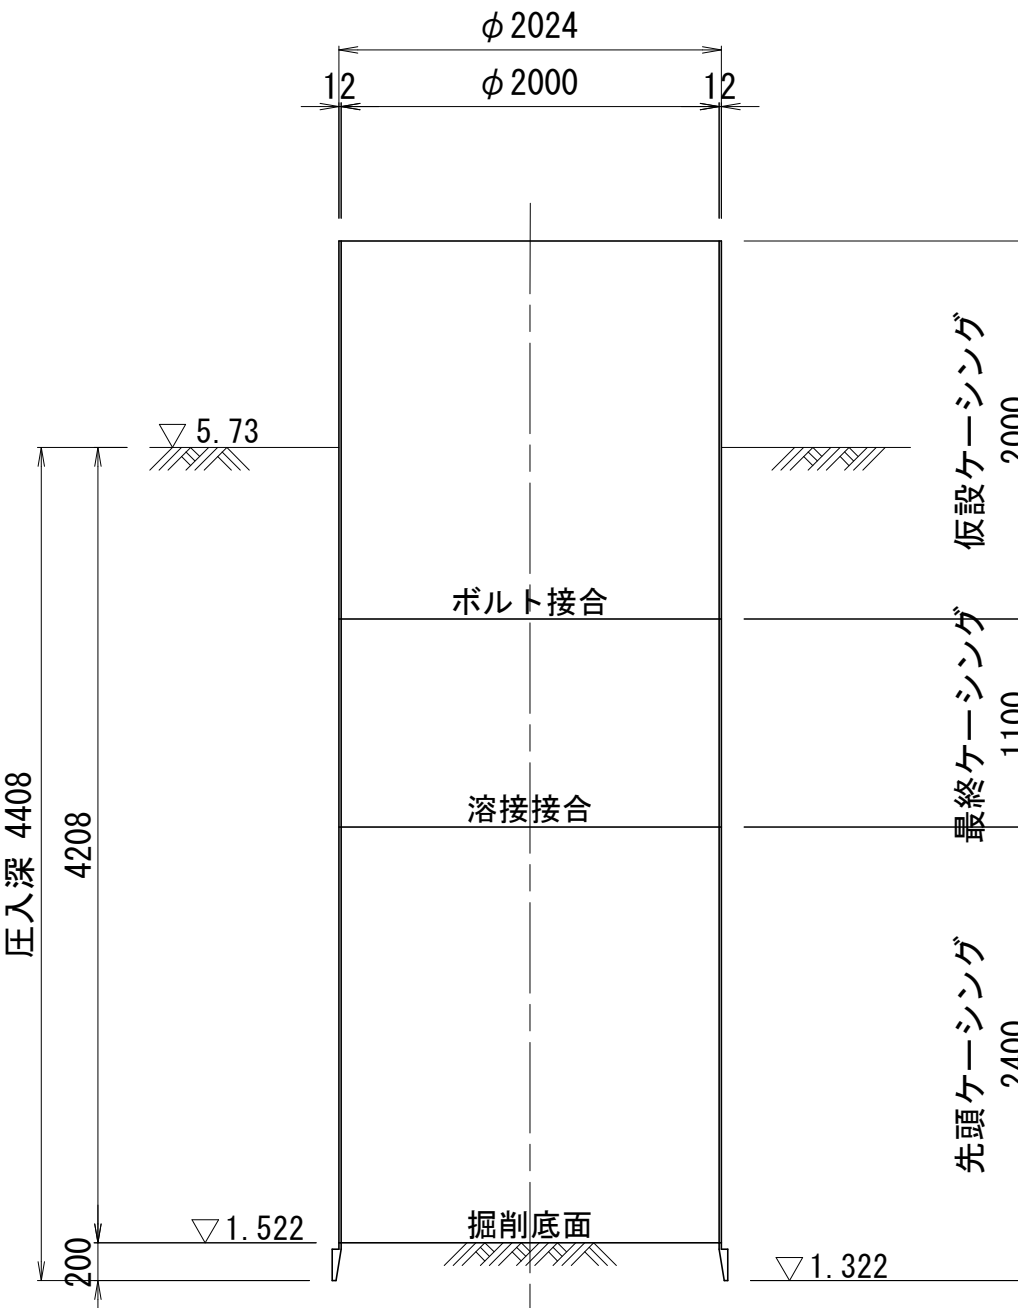 φ2024
12
φ2000
12
5.73
仮設ケーシング
2000
ボルト接合
最終ケーシング
1100
溶接接合
圧入深 4408
4208
先頭ケーシング
2400
掘削底面
1.522
200
1.322